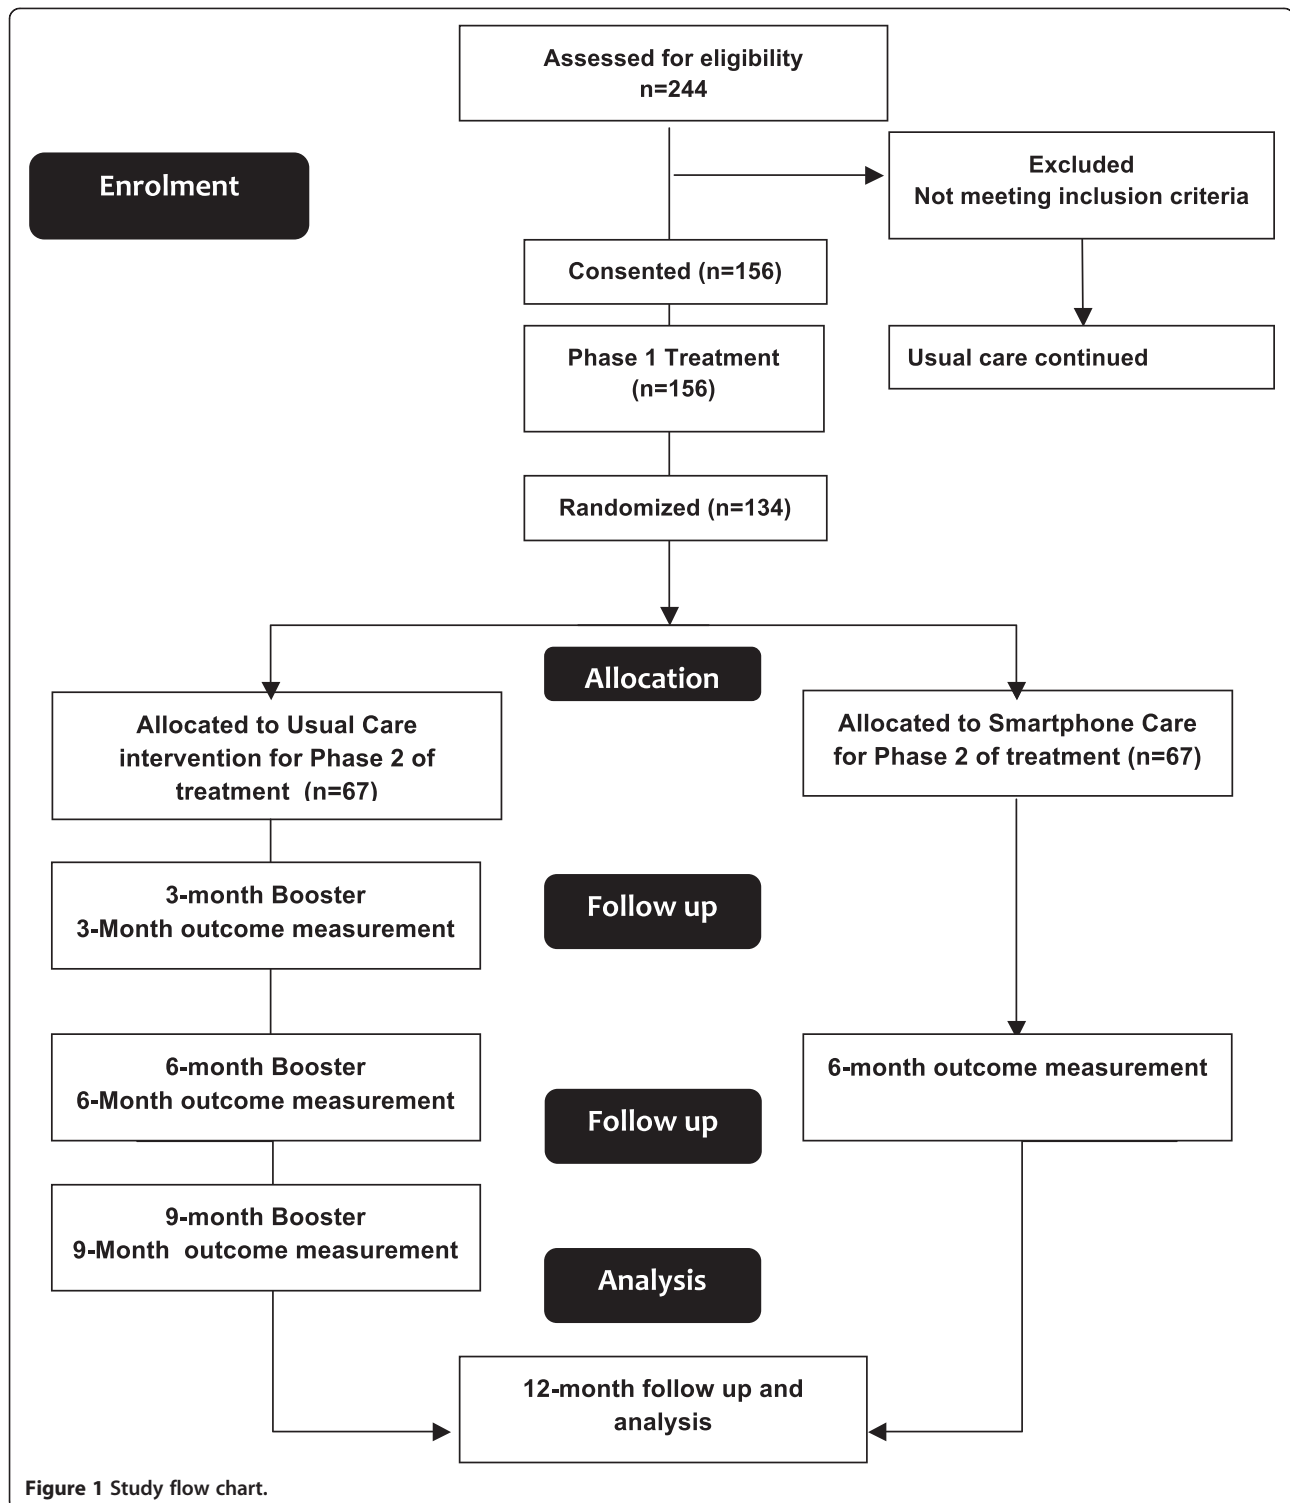 Assessed for eligibility
n=244
Enrolment
Excluded
Not meeting inclusion criteria
Consented (n=156)
Phase 1 Treatment
(n=156)
Usual care continued
Randomized (n=134)
Allocation
Allocated to Usual Care
intervention for Phase 2 of
treatment (n=67)
Allocated to Smartphone Care
for Phase 2 of treatment (n=67)
3-month Booster
3-Month outcome measurement
Follow up
6-month Booster
6-Month outcome measurement
6-month outcome measurement
Follow up
9-month Booster
9-Month outcome measurement
Analysis
12-month follow up and
analysis
Figure 1 Study flow chart.